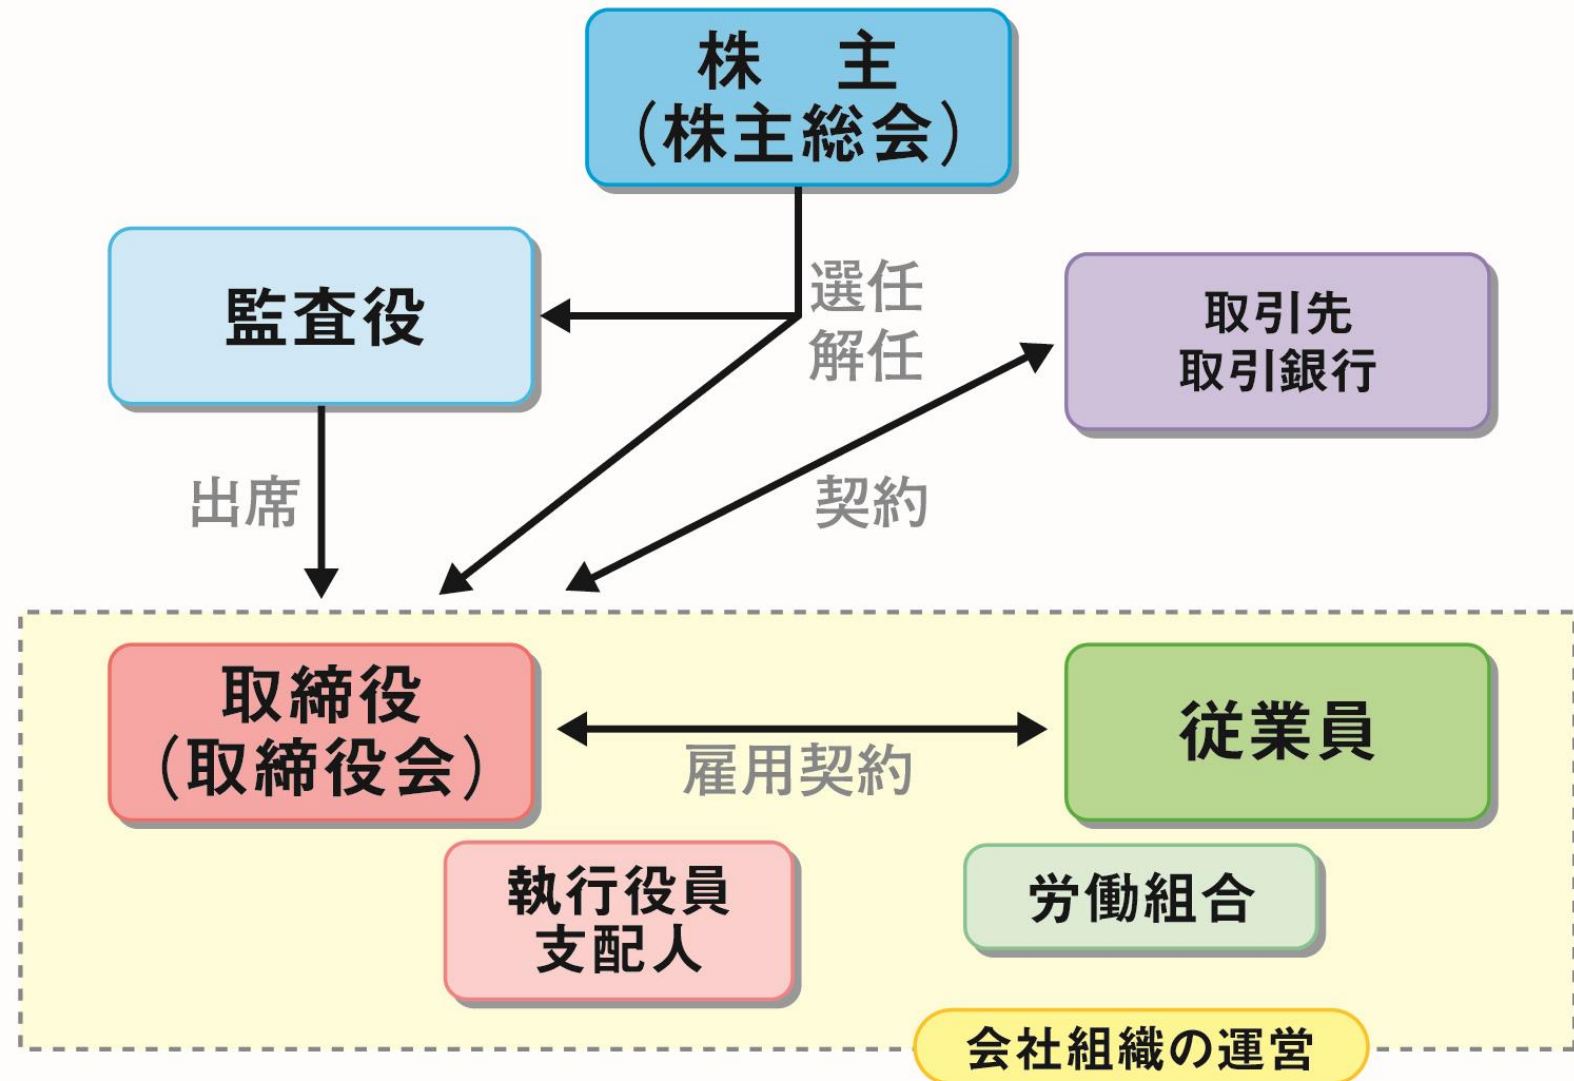 株　主
（株主総会）
監査役
選任
解任
取引先
取引銀行
出席
契約
取締役
（取締役会）
雇用契約
従業員
執行役員
支配人
労働組合
会社組織の運営